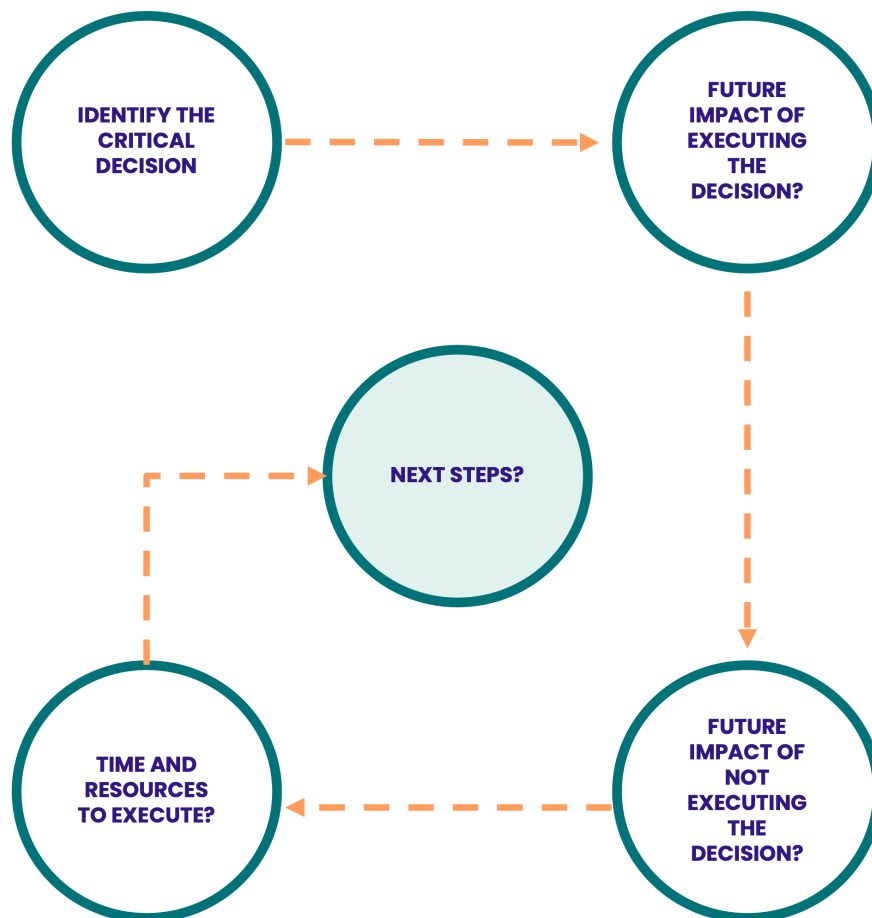 IDENTIFY THE
CRITICAL
DECISION
FUTURE
IMPACT OF
EXECUTING
THE
DECISION?
NEXT STEPS?
TIME AND
RESOURCES
TO EXECUTE?
FUTURE
IMPACT OF
NOT
EXECUTING
THE
DECISION?